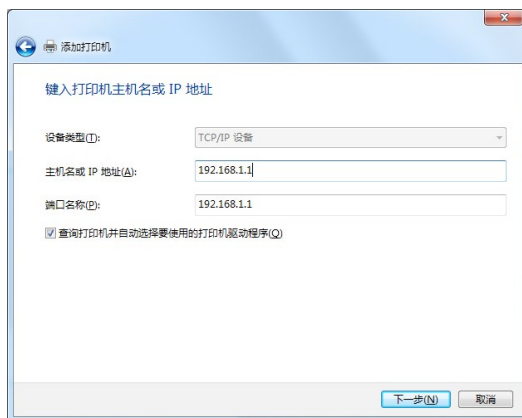 添加打印机
键入打印机主机名或 IP 地址
设备类型(T): TCP/IP 设备
主机名或 IP 地址(A): 192.168.1.1
端口名称(P): 192.168.1.1
查询打印机并自动选择要使用的打印机驱动程序(Q)
下一步(N) 取消